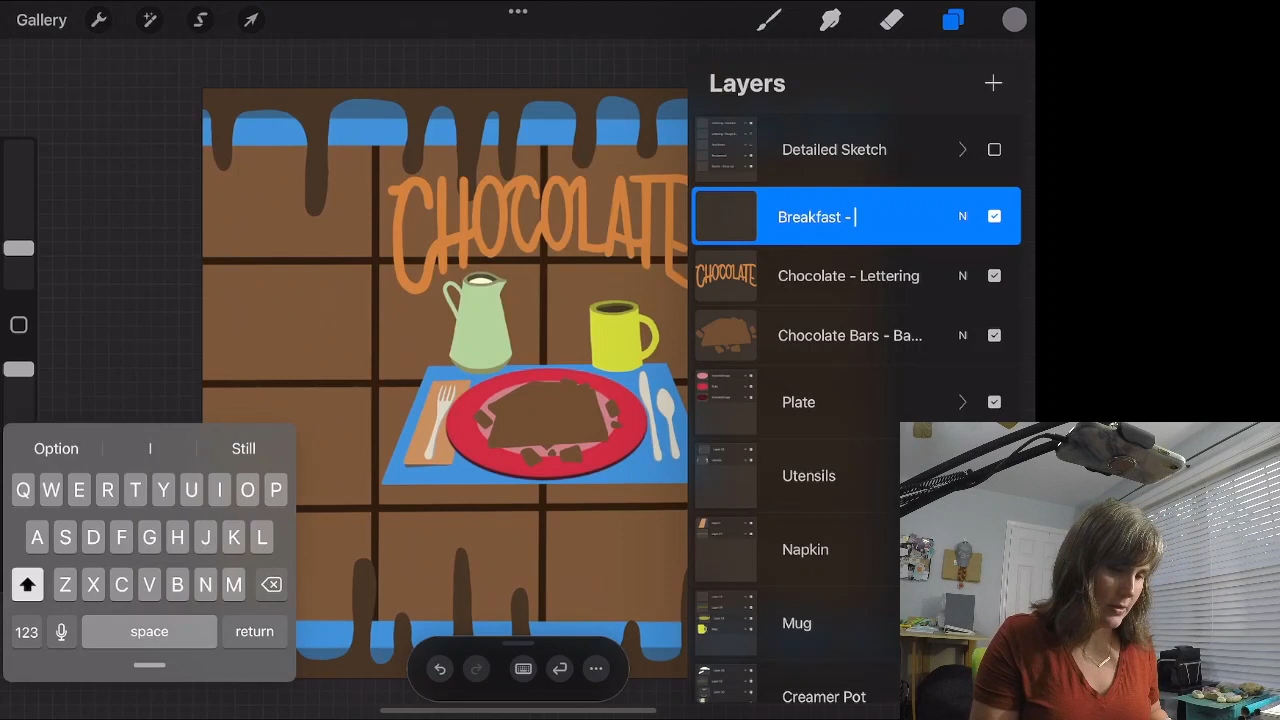 Gallery
Layers
Detailed Sketch
Breakfast -
N
CHOCOLATE
Chocolate - Lettering
N
Chocolate Bars - Ba...
N
Plate
Utensils
Napkin
Mug
Creamer Pot
CHOCOLATE
Option I Still
Q W E R T Y U I O P
A S D F G H J K L
Z X C V B N M
123 space return